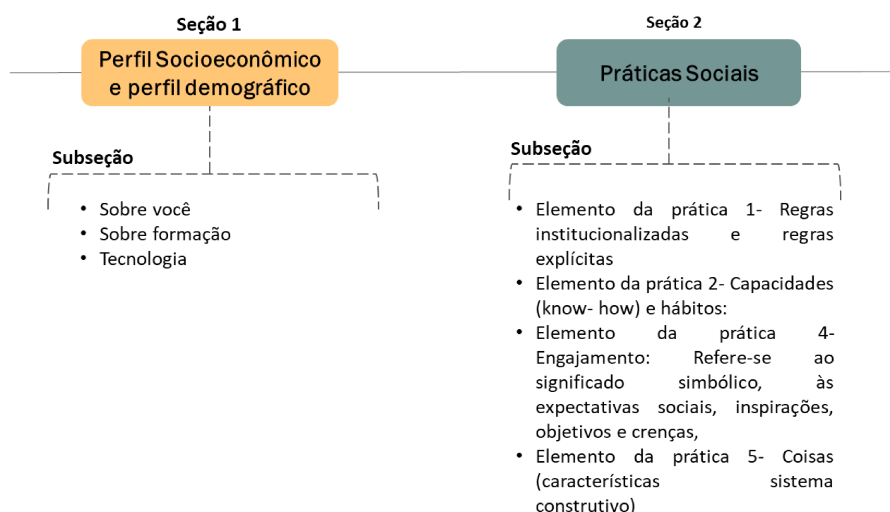 Seção 1
Perfil Socioeconômico
e perfil demográfico
Subseção
• Sobre você
• Sobre formação
• Tecnologia
Seção 2
Práticas Sociais
Subseção
• Elemento da prática 1- Regras
institucionalizadas e regras
explícitas
• Elemento da prática 2- Capacidades
(know- how) e hábitos:
• Elemento da prática 4-
Engajamento: Refere-se ao
significado simbólico, às
expectativas sociais, inspirações,
objetivos e crenças,
• Elemento da prática 5- Coisas
(características sistema
construtivo)